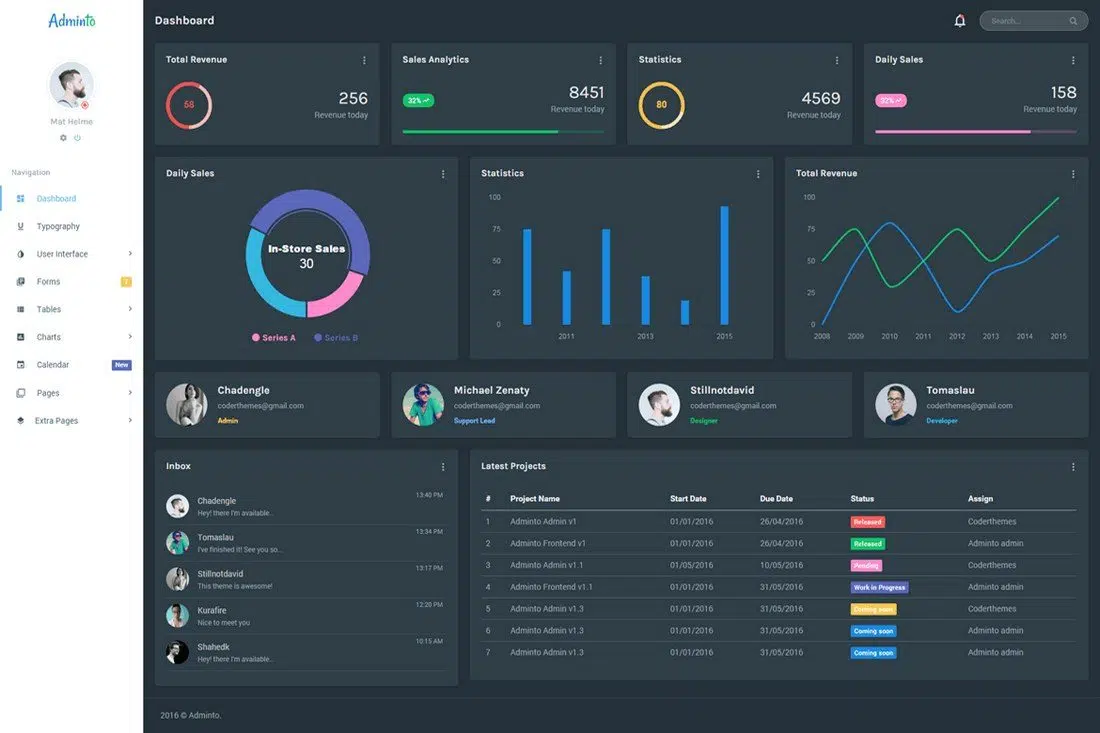 Adminto
Dashboard
Search...
Mat Helme
Navigation
Dashboard
Typography
User Interface
Forms 7
Tables
Charts
Calendar New
Pages
Extra Pages
Total Revenue
58
256
Revenue today
Sales Analytics
32%
8451
Revenue today
Statistics
80
4569
Revenue today
Daily Sales
32%
158
Revenue today
Daily Sales
In-Store Sales
30
Series A Series B
Statistics
100
75
50
25
0
2011 2013 2015
Total Revenue
100
75
50
25
0
2008 2009 2010 2011 2012 2013 2014 2015
Chadengle
coderthemes@gmail.com
Admin
Michael Zenaty
coderthemes@gmail.com
Support Lead
Stillnotdavid
coderthemes@gmail.com
Designer
Tomaslau
coderthemes@gmail.com
Developer
Inbox
Chadengle 13:40 PM
Hey! there I'm available...
Tomaslau 13:34 PM
I've finished it! See you so...
Stillnotdavid 13:17 PM
This theme is awesome!
Kurafire 12:20 PM
Nice to meet you
Shahedk 10:15 AM
Hey! there I'm available...
Latest Projects
# Project Name Start Date Due Date Status Assign
1 Adminto Admin v1 01/01/2016 26/04/2016 Released Coderthemes
2 Adminto Frontend v1 01/01/2016 26/04/2016 Released Adminto admin
3 Adminto Admin v1.1 01/05/2016 10/05/2016 Pending Coderthemes
4 Adminto Frontend v1.1 01/01/2016 31/05/2016 Work in Progress Adminto admin
5 Adminto Admin v1.3 01/01/2016 31/05/2016 Coming soon Coderthemes
6 Adminto Admin v1.3 01/01/2016 31/05/2016 Coming soon Adminto admin
7 Adminto Admin v1.3 01/01/2016 31/05/2016 Coming soon Adminto admin
2016 © Adminto.